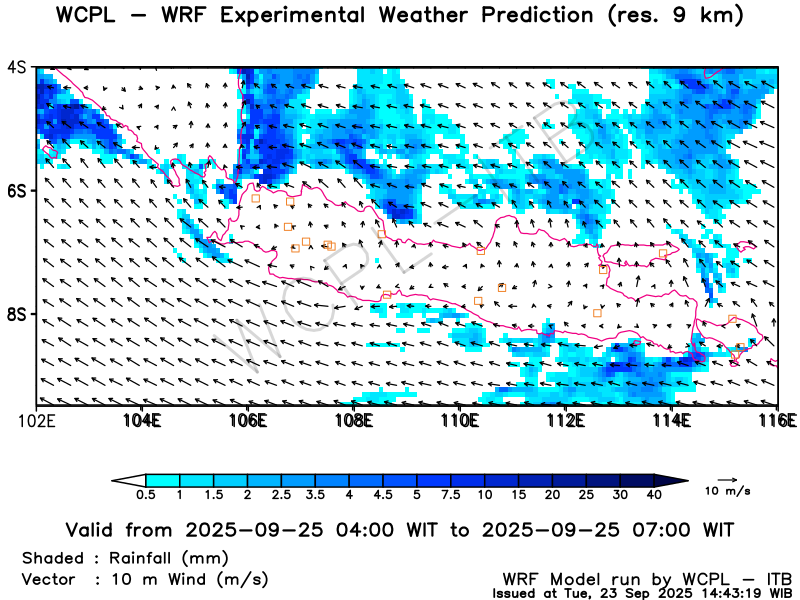 WCPL – WRF Experimental Weather Prediction (res. 9 km)
4S
6S
8S
WCPL-ITB
102E 104E 106E 108E 110E 112E 114E 116E
0.5 1 1.5 2 2.5 3.5 4 4.5 5 7.5 10 15 20 25 30 40
10 m/s
Valid from 2025-09-25 04:00 WIT to 2025-09-25 07:00 WIT
Shaded : Rainfall (mm)
Vector : 10 m Wind (m/s)
WRF Model run by WCPL – ITB
Issued at Tue, 23 Sep 2025 14:43:19 WIB